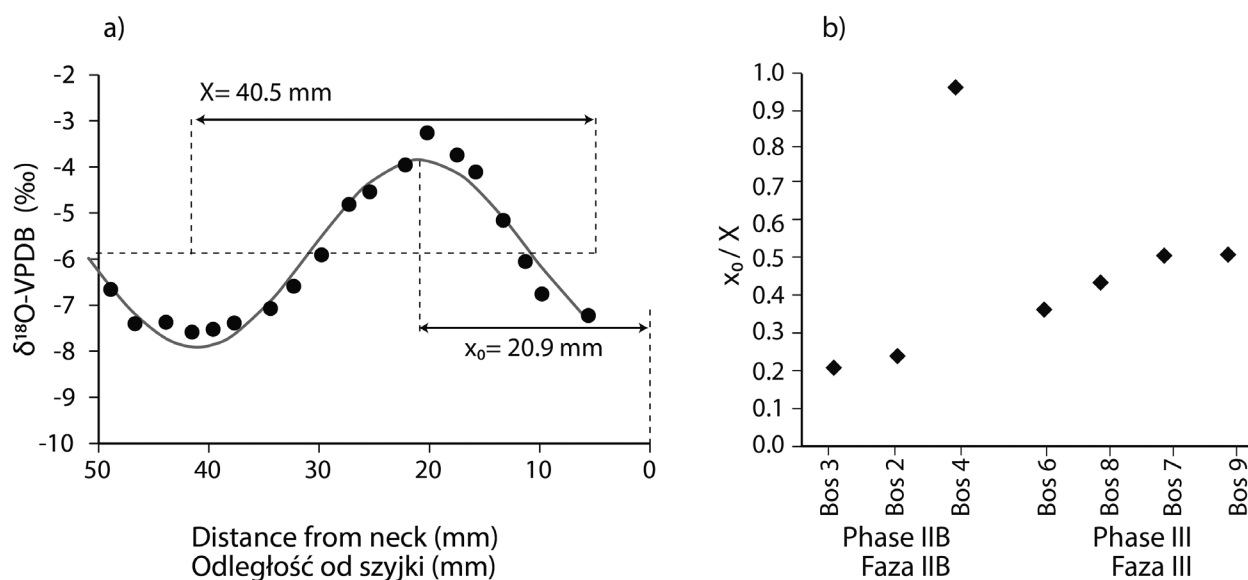 a)
δ¹⁸O-VPDB (‰)
-2
-3
-4
-5
-6
-7
-8
-9
-10
X= 40.5 mm
x₀= 20.9 mm
50 40 30 20 10 0
Distance from neck (mm)
Odległość od szyjki (mm)
b)
x₀/ X
1.0
0.9
0.8
0.7
0.6
0.5
0.4
0.3
0.2
0.1
0.0
Bos 3
Bos 2
Bos 4
Bos 6
Bos 8
Bos 7
Bos 9
Phase IIB
Faza IIB
Phase III
Faza III